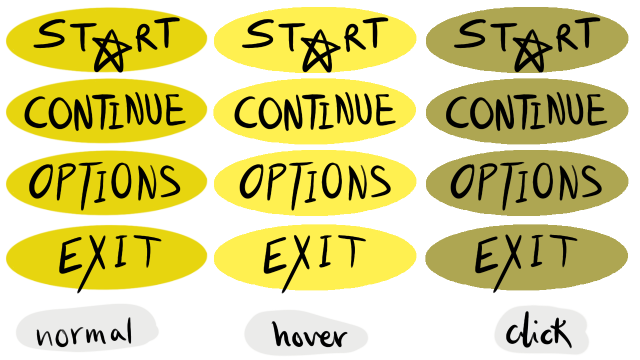 START START START
CONTINUE CONTINUE CONTINUE
OPTIONS OPTIONS OPTIONS
EXIT EXIT EXIT
normal hover click